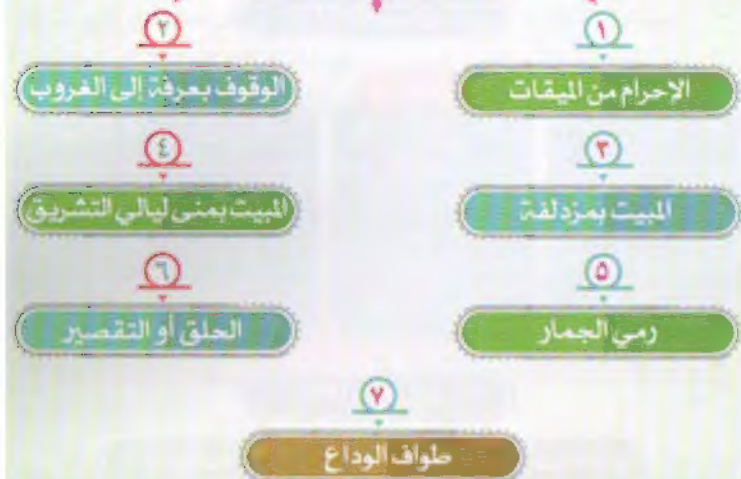 ١
الإحرام من الميقات
٢
الوقوف بعرفة إلى الغروب
٣
المبيت بمزدلفة
٤
المبيت بمنى ليالي التشريق
٥
رمي الجمار
٦
الحلق أو التقصير
٧
طواف الوداع